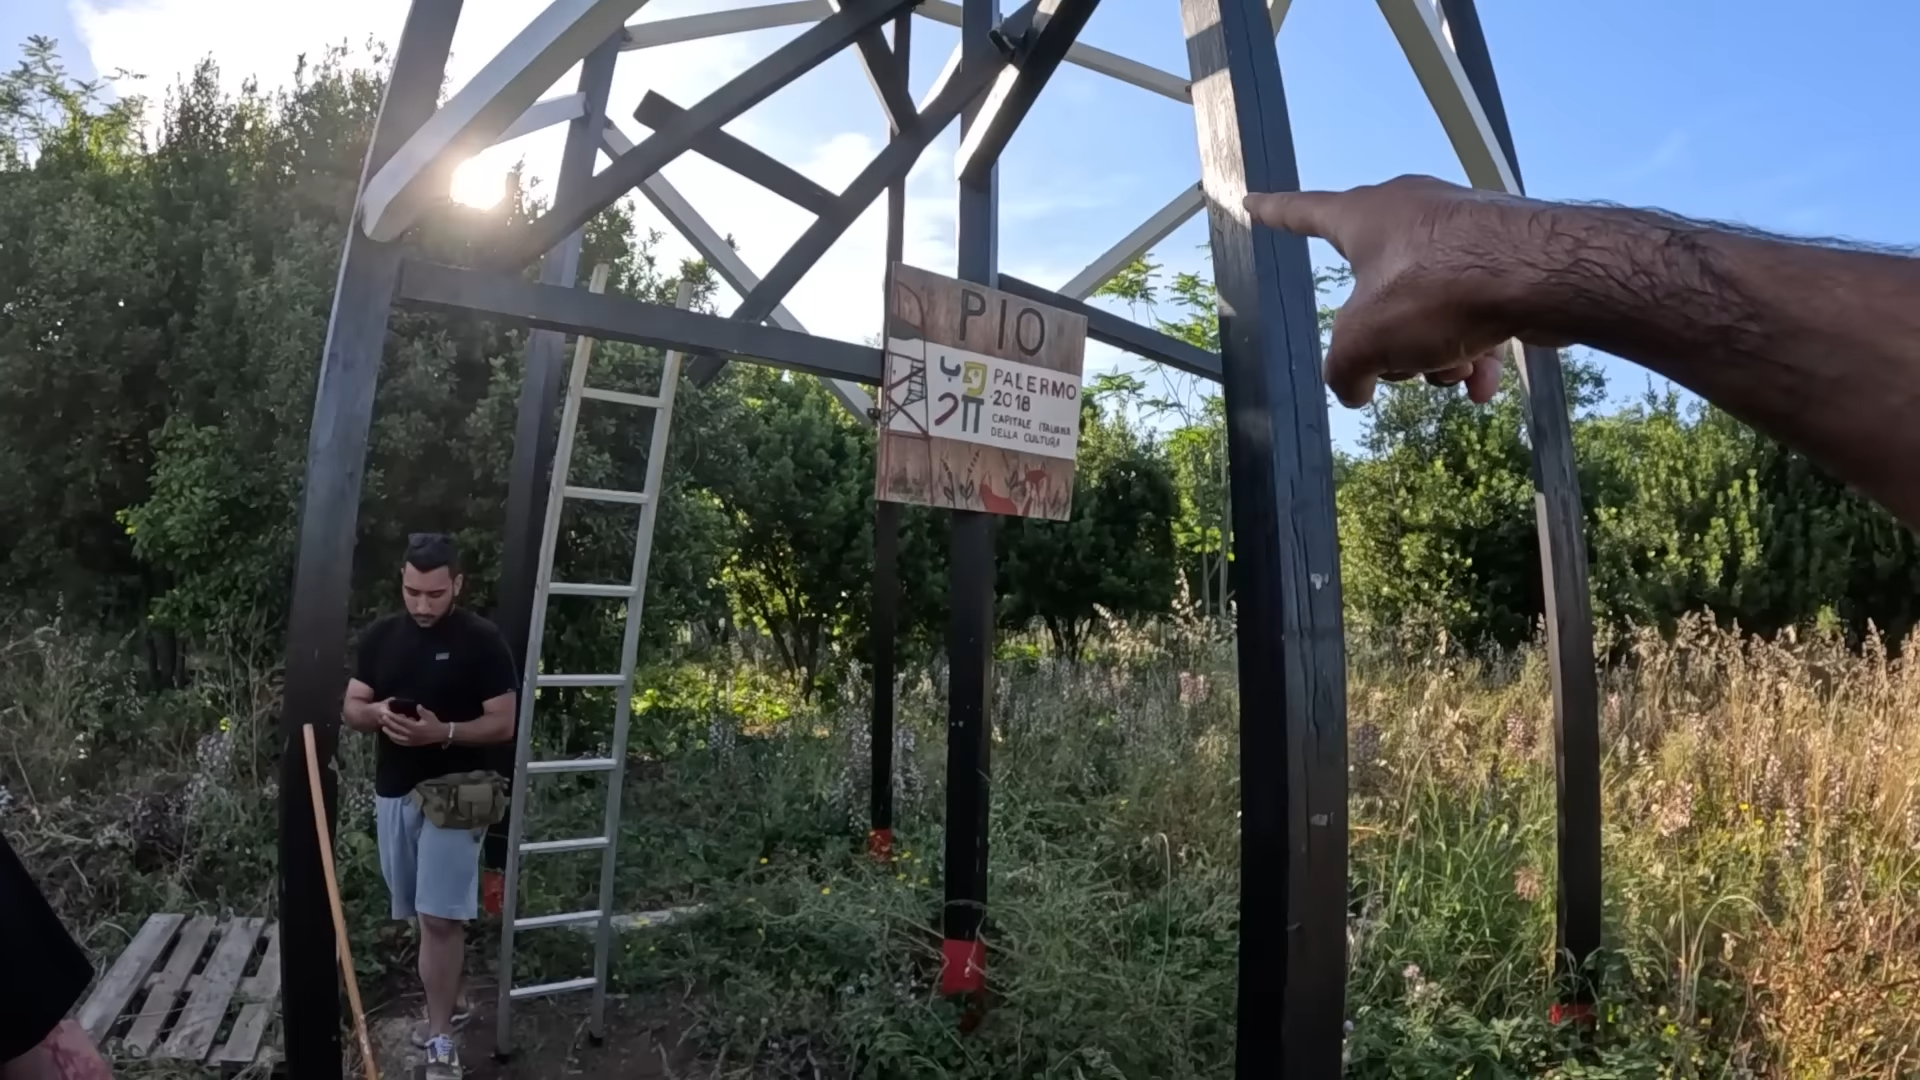 PIO
PALERMO
2018
CAPITALE ITALIANA
DELLA CULTURA